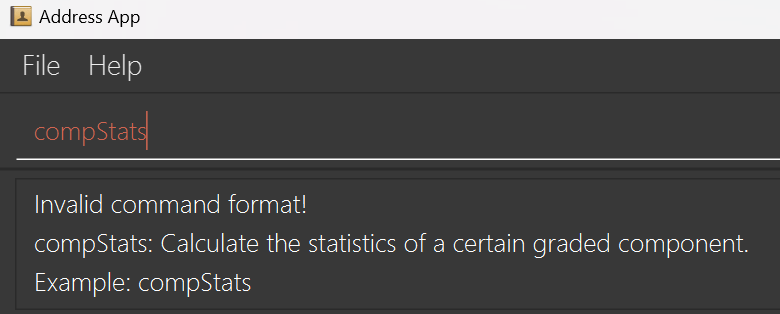 Address App
File Help
compStats
Invalid command format!
compStats: Calculate the statistics of a certain graded component.
Example: compStats